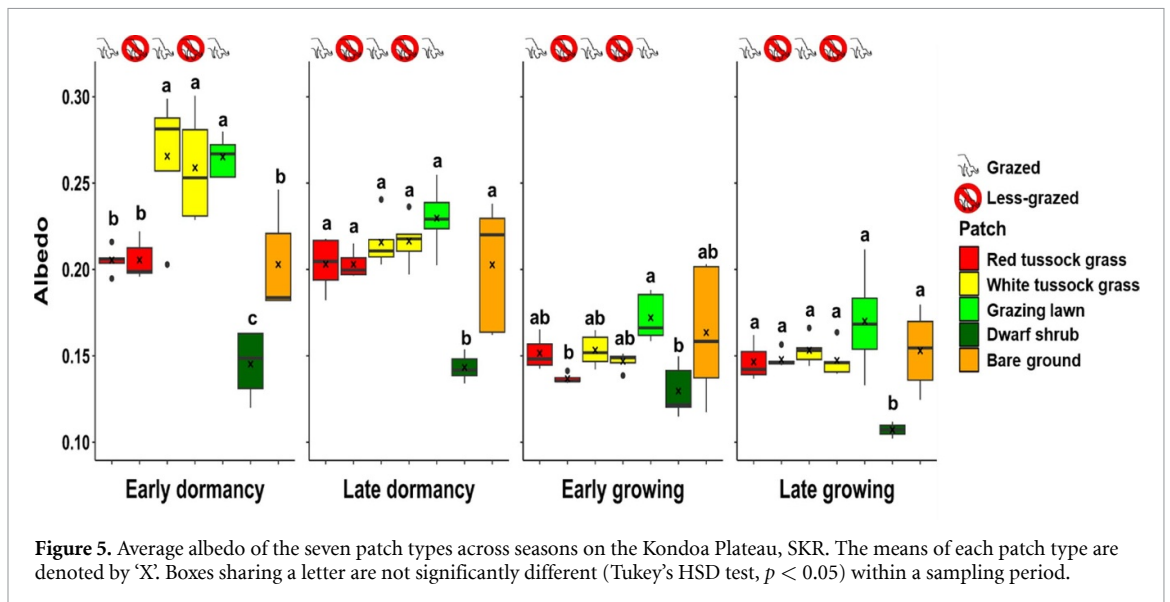 Albedo
0.30
0.25
0.20
0.15
0.10
b b a a a c b
a a a a a b a
ab b ab ab a b ab
a a a a a b a
Early dormancy Late dormancy Early growing Late growing
Grazed
Less-grazed
Patch
Red tussock grass
White tussock grass
Grazing lawn
Dwarf shrub
Bare ground
Figure 5. Average albedo of the seven patch types across seasons on the Kondoa Plateau, SKR. The means of each patch type are
denoted by ‘X’. Boxes sharing a letter are not significantly different (Tukey’s HSD test, p < 0.05) within a sampling period.